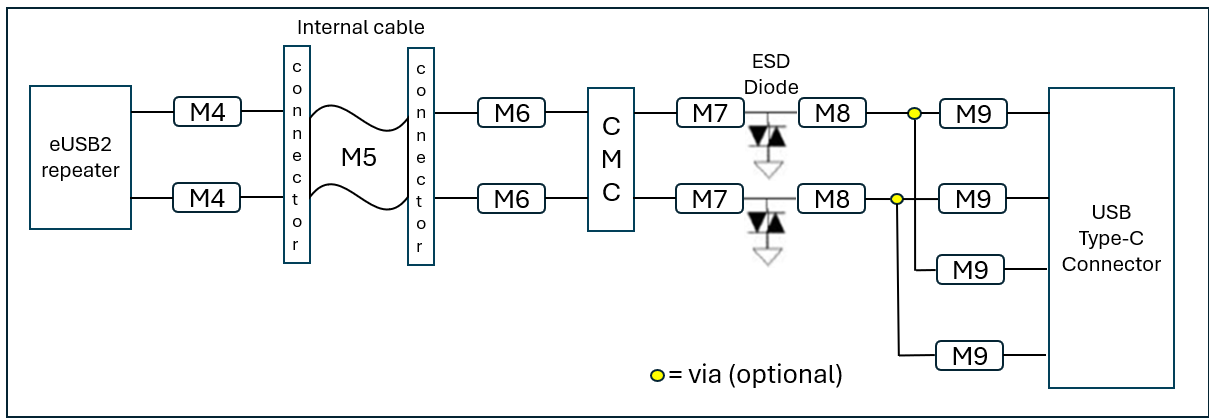 Internal cable
ESD
Diode
eUSB2
repeater
M4
M4
connector
M5
connector
M6
M6
CMC
M7
M7
M8
M8
M9
M9
M9
M9
USB
Type-C
Connector
= via (optional)